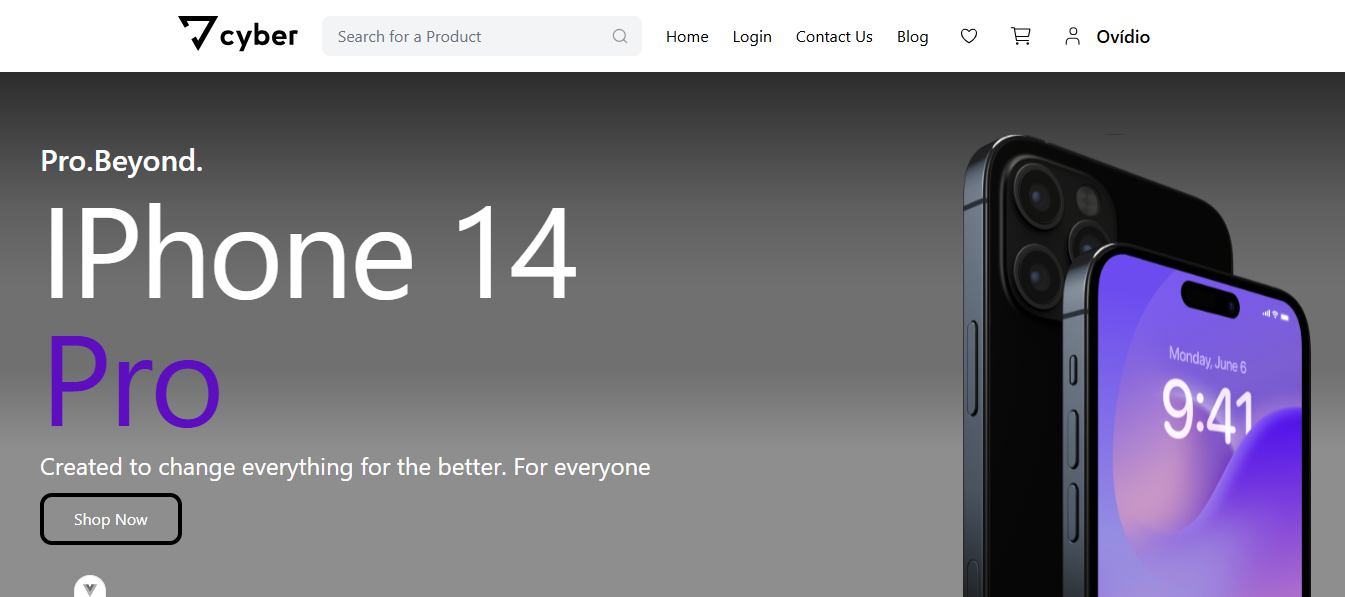 cyber
Search for a Product
Home Login Contact Us Blog Ovídio
Pro.Beyond.
IPhone 14
Pro
Created to change everything for the better. For everyone
Shop Now
Monday, June 6
9:41